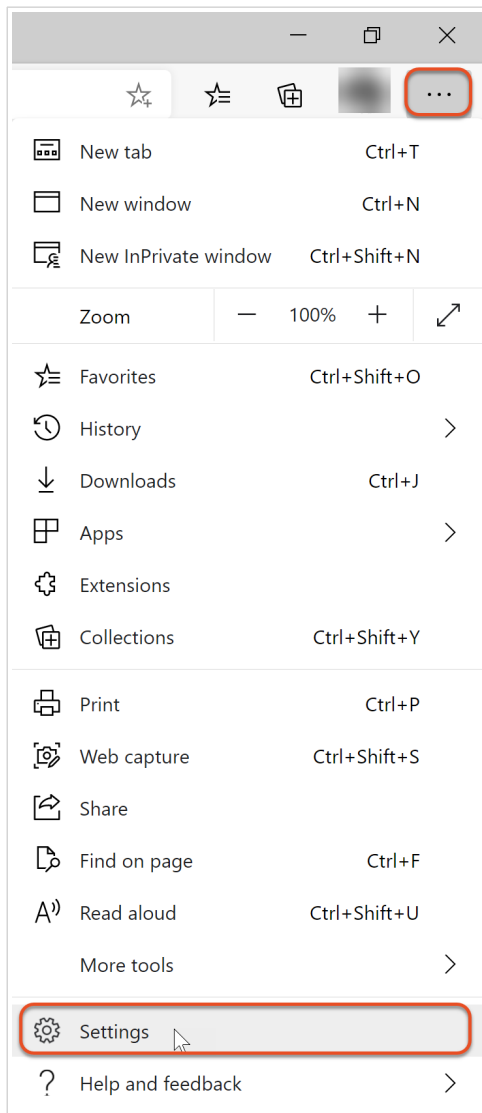 New tab Ctrl+T
New window Ctrl+N
New InPrivate window Ctrl+Shift+N
Zoom 100%
Favorites Ctrl+Shift+O
History
Downloads Ctrl+J
Apps
Extensions
Collections Ctrl+Shift+Y
Print Ctrl+P
Web capture Ctrl+Shift+S
Share
Find on page Ctrl+F
Read aloud Ctrl+Shift+U
More tools
Settings
Help and feedback